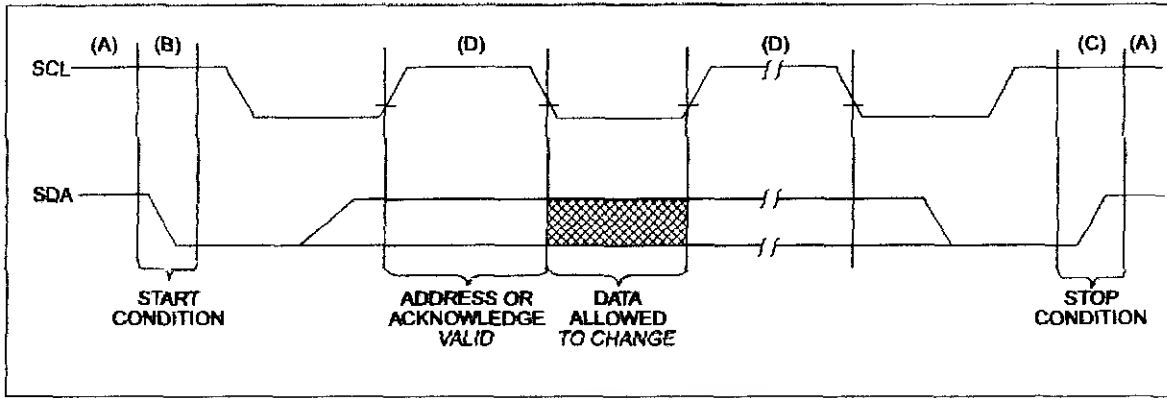 (A) (B) (D) (D) (C) (A)
SCL
SDA
START
CONDITION
ADDRESS OR
ACKNOWLEDGE
VALID
DATA
ALLOWED
TO CHANGE
STOP
CONDITION